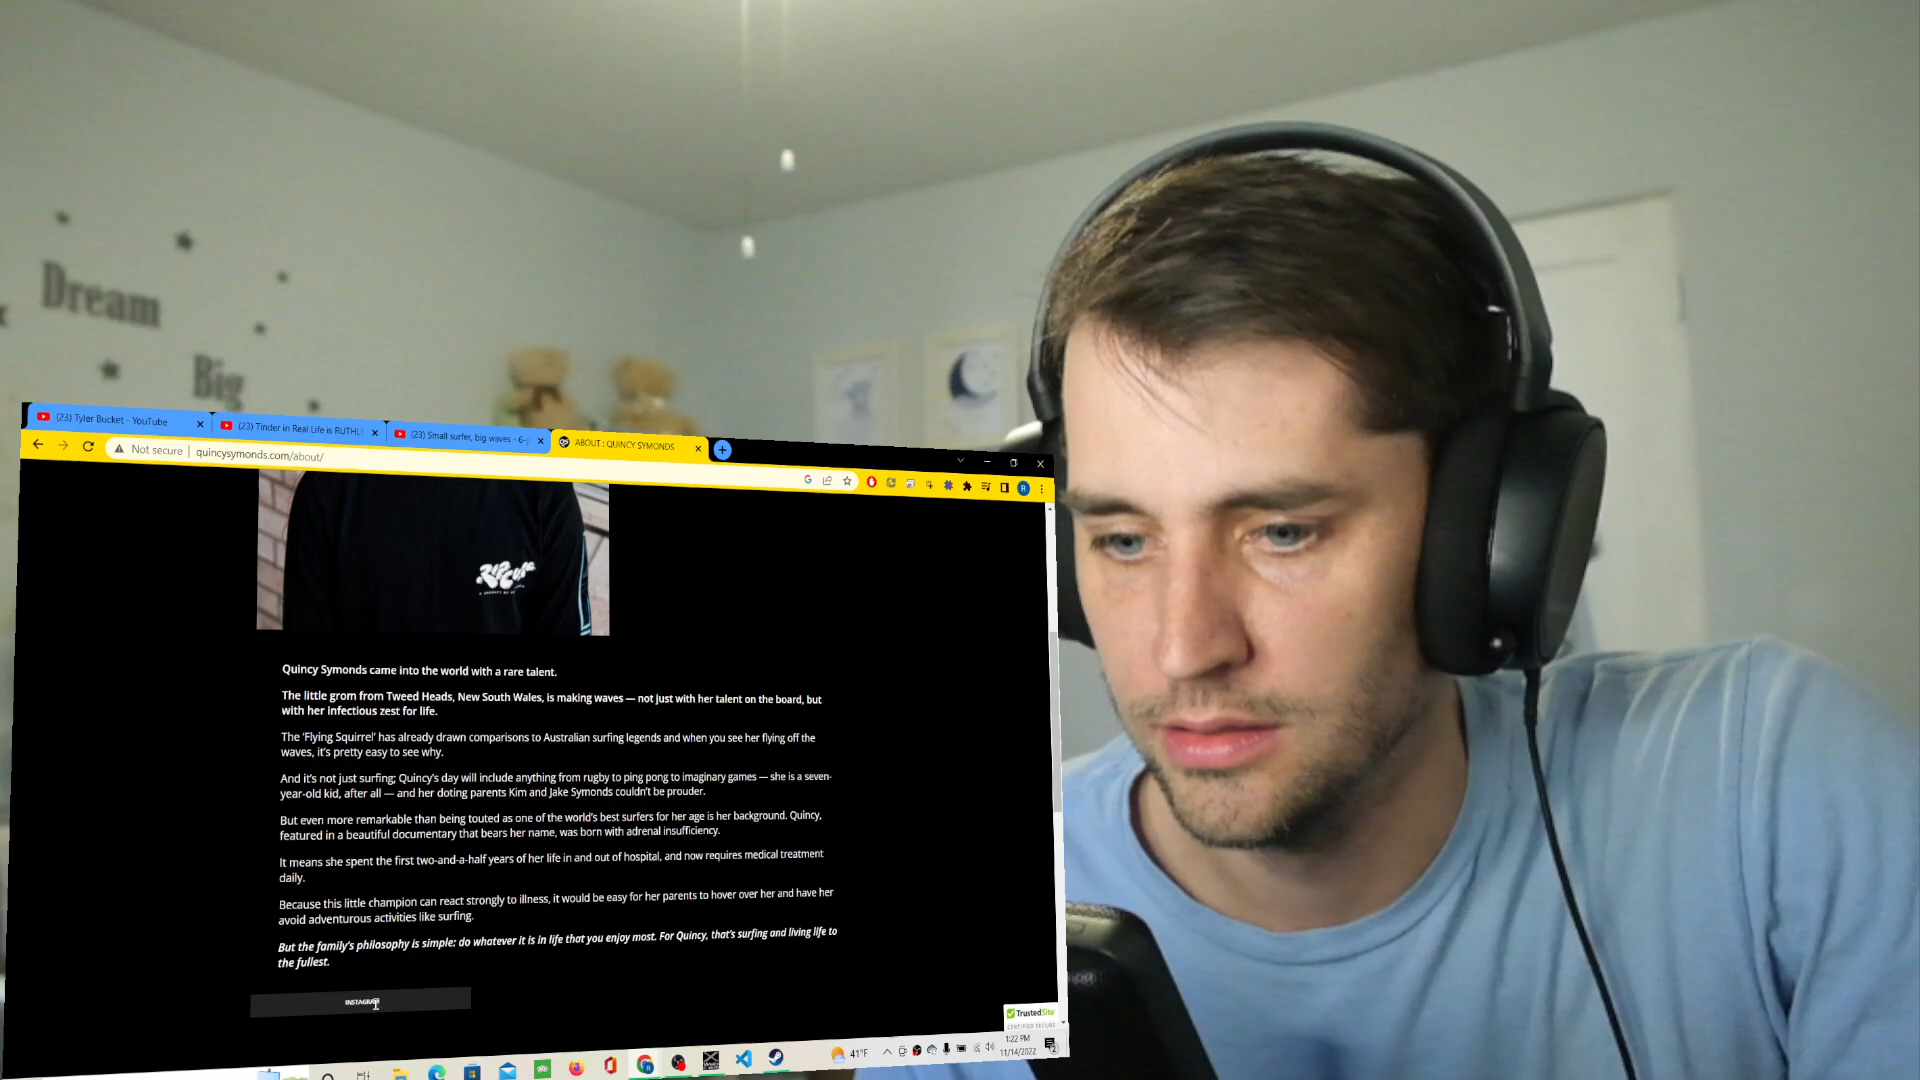 Dream
Big
(23) Tyler Bucket - YouTube
(23) Tinder in Real Life is RUTHL
(23) Small surfer, big waves - 6-
ABOUT : QUINCY SYMONDS
Not secure | quincysymonds.com/about/
RIP CURL
Quincy Symonds came into the world with a rare talent.
The little grom from Tweed Heads, New South Wales, is making waves — not just with her talent on the board, but
with her infectious zest for life.
The ‘Flying Squirrel’ has already drawn comparisons to Australian surfing legends and when you see her flying off the
waves, it’s pretty easy to see why.
And it’s not just surfing; Quincy’s day will include anything from rugby to ping pong to imaginary games — she is a seven-
year-old kid, after all — and her doting parents Kim and Jake Symonds couldn’t be prouder.
But even more remarkable than being touted as one of the world’s best surfers for her age is her background. Quincy,
featured in a beautiful documentary that bears her name, was born with adrenal insufficiency.
It means she spent the first two-and-a-half years of her life in and out of hospital, and now requires medical treatment
daily.
Because this little champion can react strongly to illness, it would be easy for her parents to hover over her and have her
avoid adventurous activities like surfing.
But the family’s philosophy is simple: do whatever it is in life that you enjoy most. For Quincy, that’s surfing and living life to
the fullest.
INSTAGRAM
TrustedSite
CERTIFIED SECURE
41°F
1:22 PM
11/14/2022